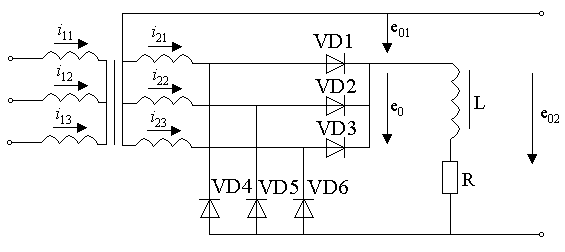 i11 i21 e01
VD1
i12 i22 VD2 e0 L e02
i13 i23 VD3
VD4 VD5 VD6 R